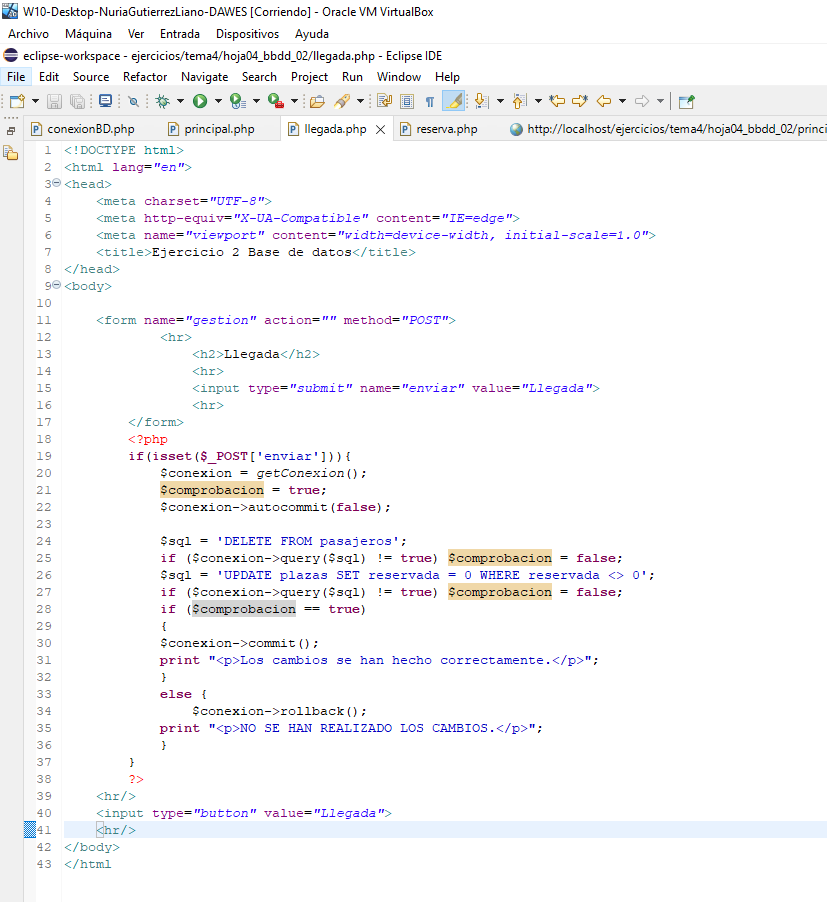 W10-Desktop-NuriaGutierrezLiano-DAWES [Corriendo] - Oracle VM VirtualBox
Archivo Máquina Ver Entrada Dispositivos Ayuda
eclipse-workspace - ejercicios/tema4/hoja04_bbdd_02/llegada.php - Eclipse IDE
File Edit Source Refactor Navigate Search Project Run Window Help
conexionBD.php principal.php llegada.php reserva.php http://localhost/ejercicios/tema4/hoja04_bbdd_02/princi
1 <!DOCTYPE html>
2 <html lang="en">
3 <head>
4 <meta charset="UTF-8">
5 <meta http-equiv="X-UA-Compatible" content="IE=edge">
6 <meta name="viewport" content="width=device-width, initial-scale=1.0">
7 <title>Ejercicio 2 Base de datos</title>
8 </head>
9 <body>
10
11 <form name="gestion" action="" method="POST">
12 <hr>
13 <h2>Llegada</h2>
14 <hr>
15 <input type="submit" name="enviar" value="Llegada">
16 <hr>
17 </form>
18 <?php
19 if(isset($_POST['enviar'])){
20 $conexion = getConexion();
21 $comprobacion = true;
22 $conexion->autocommit(false);
23
24 $sql = 'DELETE FROM pasajeros';
25 if ($conexion->query($sql) != true) $comprobacion = false;
26 $sql = 'UPDATE plazas SET reservada = 0 WHERE reservada <> 0';
27 if ($conexion->query($sql) != true) $comprobacion = false;
28 if ($comprobacion == true)
29 {
30 $conexion->commit();
31 print "<p>Los cambios se han hecho correctamente.</p>";
32 }
33 else {
34 $conexion->rollback();
35 print "<p>NO SE HAN REALIZADO LOS CAMBIOS.</p>";
36 }
37 }
38 ?>
39 <hr/>
40 <input type="button" value="Llegada">
41 <hr/>
42 </body>
43 </html